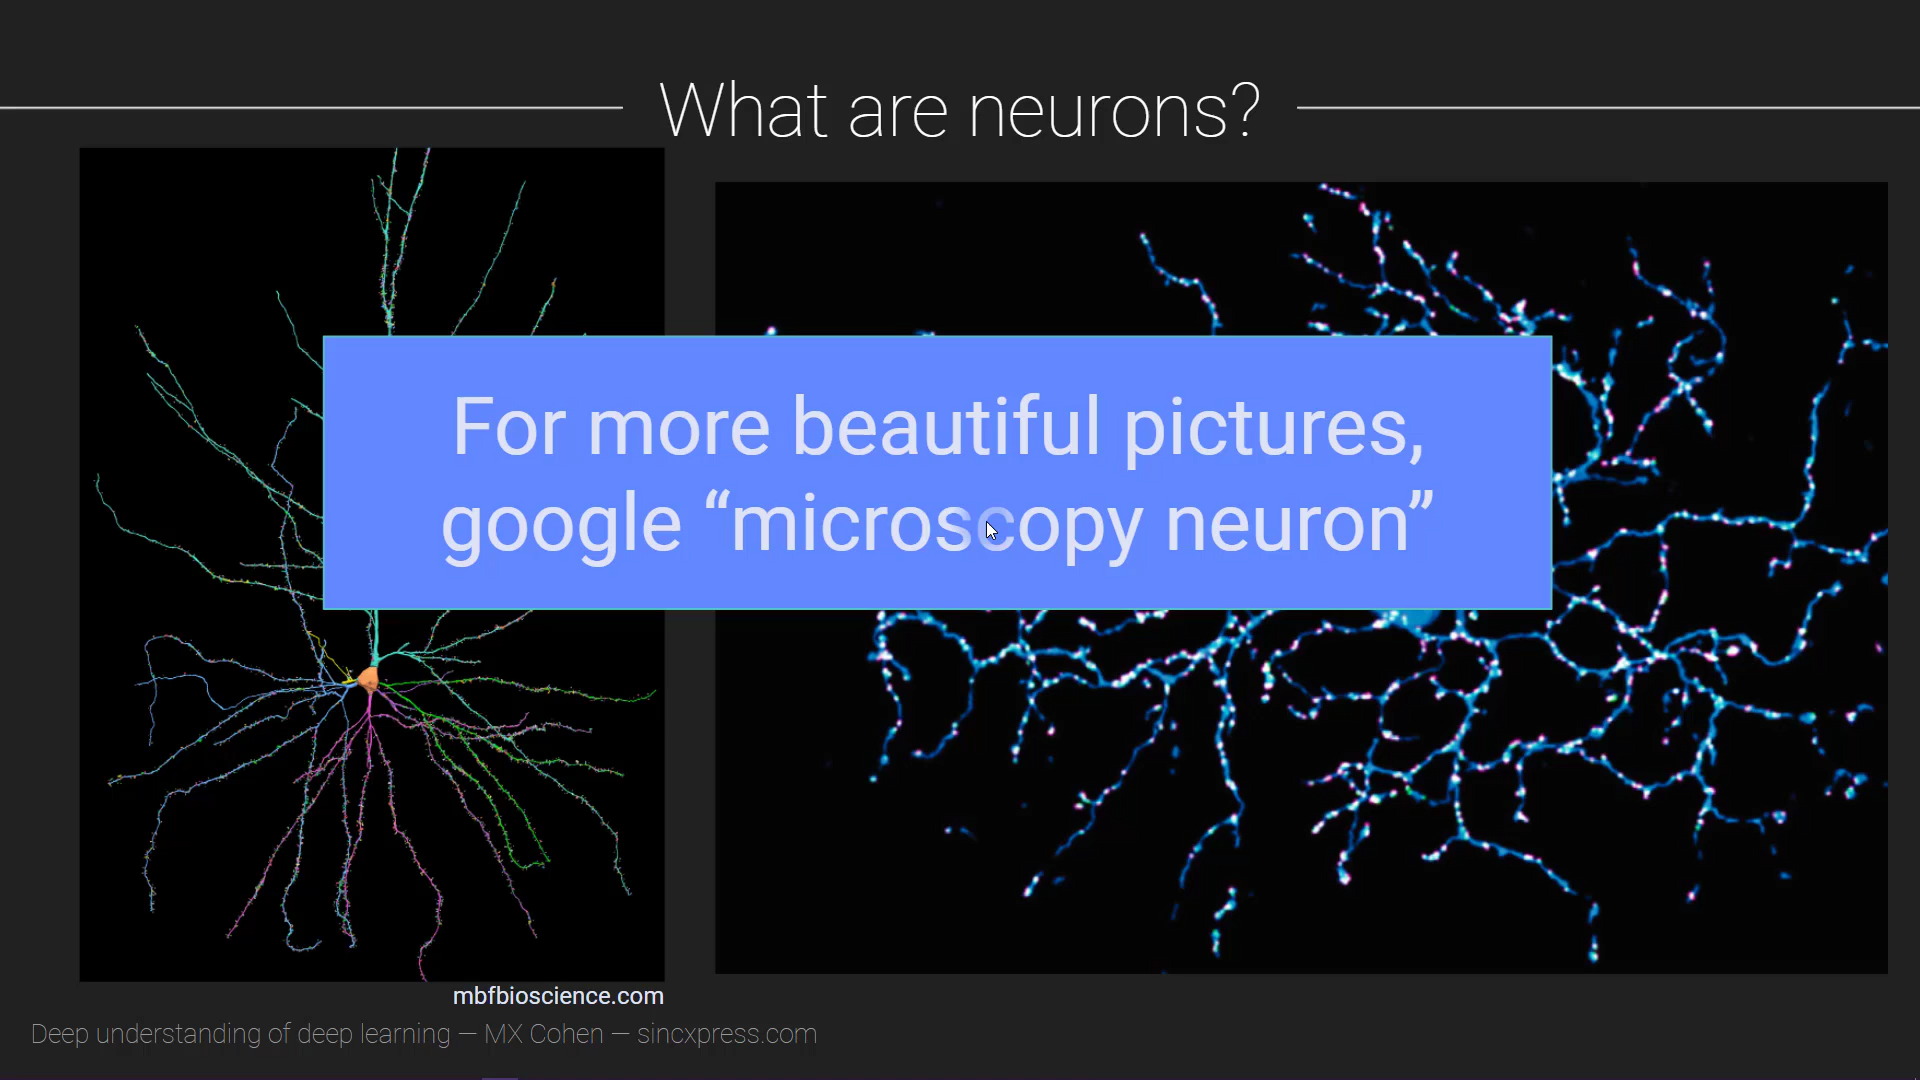 What are neurons?
For more beautiful pictures,
google “microscopy neuron”
mbfbioscience.com
Deep understanding of deep learning — MX Cohen — sincxpress.com